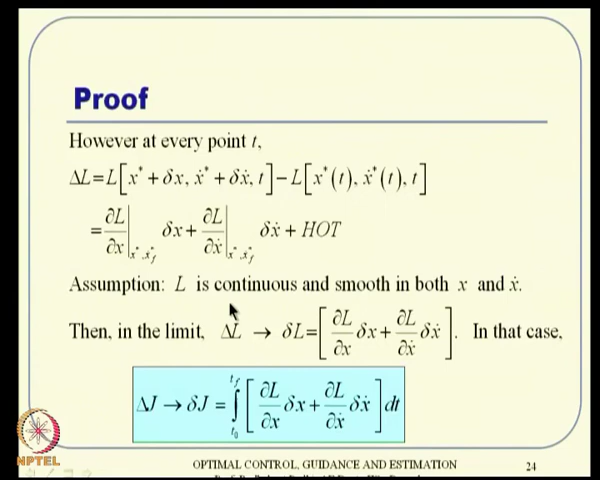 Proof
However at every point t,
ΔL=L[x* + δx, ẋ* + δẋ, t]−L[x*(t), ẋ*(t), t]
= ∂L/∂x|x*,ẋ*f δx + ∂L/∂ẋ|x*,ẋ*f δẋ + HOT
Assumption: L is continuous and smooth in both x and ẋ.
Then, in the limit, ΔL → δL=[∂L/∂x δx + ∂L/∂ẋ δẋ]. In that case,
ΔJ → δJ = ∫t0^tf [∂L/∂x δx + ∂L/∂ẋ δẋ] dt
NPTEL
OPTIMAL CONTROL, GUIDANCE AND ESTIMATION
24